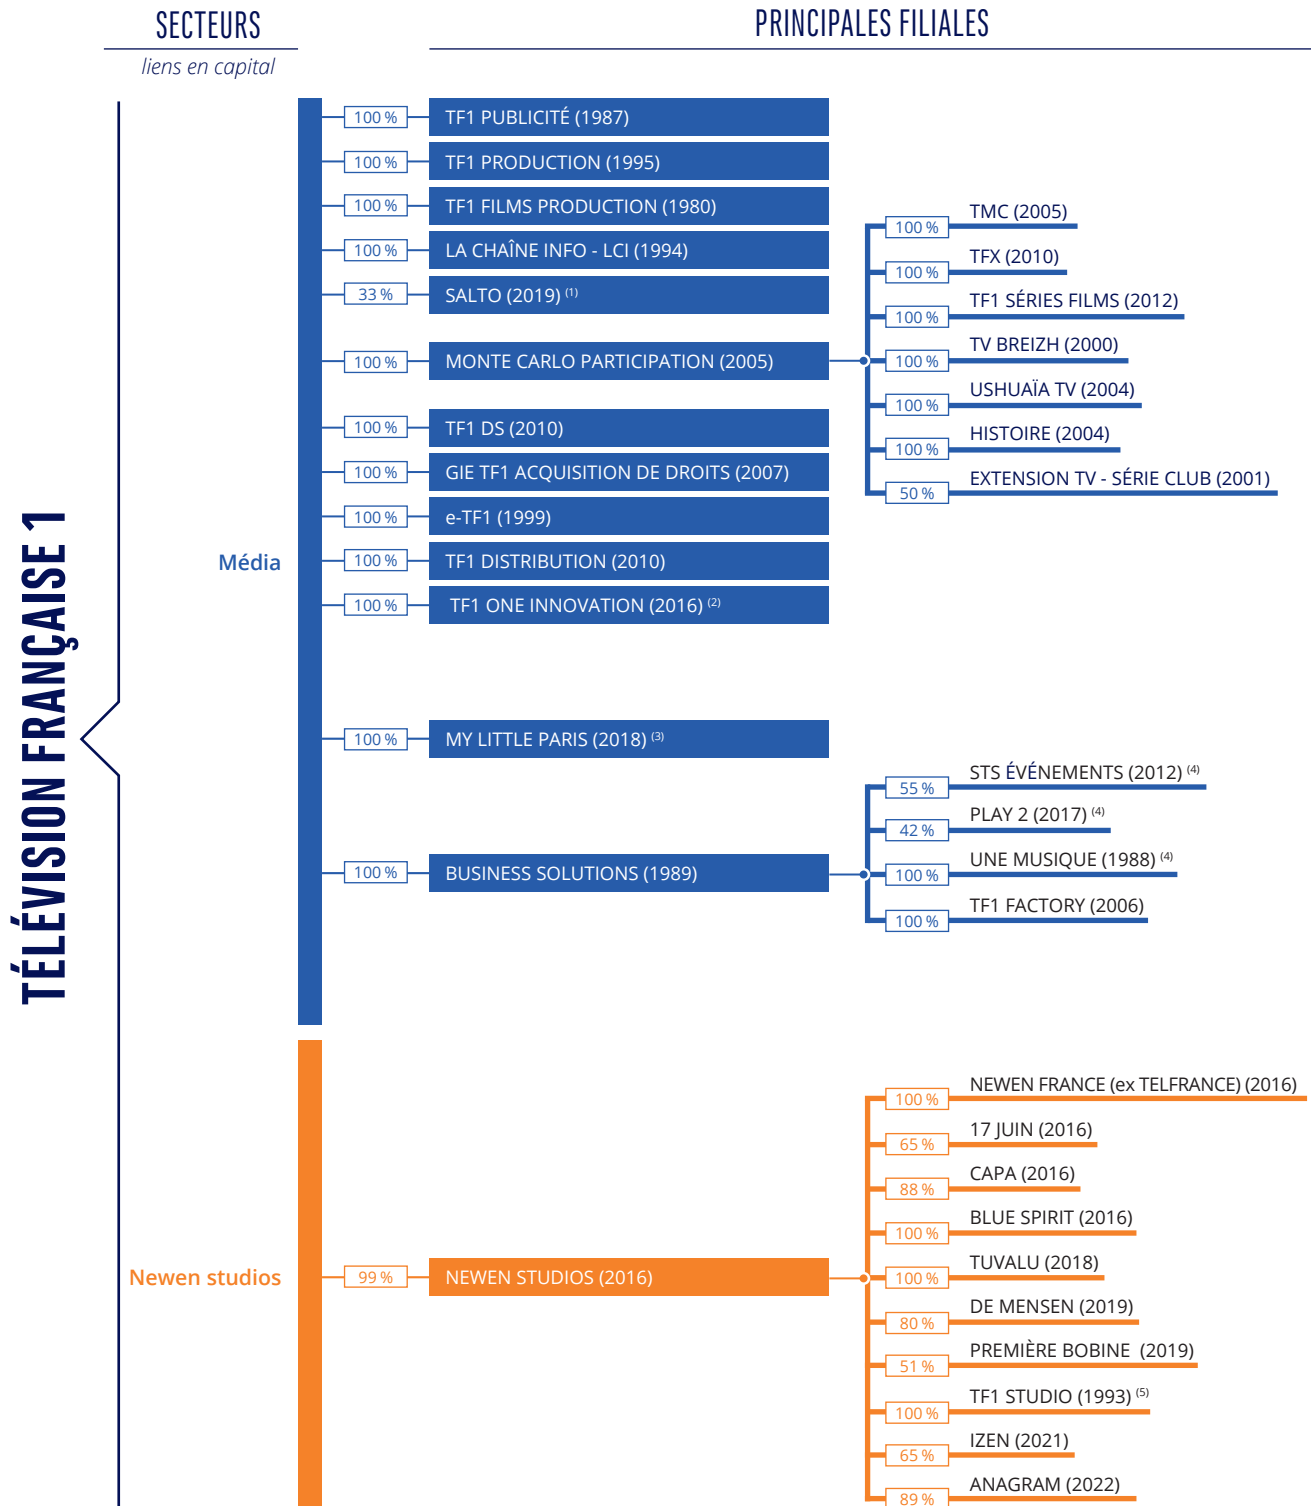 SECTEURS
liens en capital
PRINCIPALES FILIALES
TÉLÉVISION FRANÇAISE 1
Média
100 % TF1 PUBLICITÉ (1987)
100 % TF1 PRODUCTION (1995)
100 % TF1 FILMS PRODUCTION (1980)
100 % LA CHAÎNE INFO - LCI (1994)
33 % SALTO (2019) (1)
100 % MONTE CARLO PARTICIPATION (2005)
100 % TMC (2005)
100 % TFX (2010)
100 % TF1 SÉRIES FILMS (2012)
100 % TV BREIZH (2000)
100 % USHUAÏA TV (2004)
100 % HISTOIRE (2004)
50 % EXTENSION TV - SÉRIE CLUB (2001)
100 % TF1 DS (2010)
100 % GIE TF1 ACQUISITION DE DROITS (2007)
100 % e-TF1 (1999)
100 % TF1 DISTRIBUTION (2010)
100 % TF1 ONE INNOVATION (2016) (2)
100 % MY LITTLE PARIS (2018) (3)
100 % BUSINESS SOLUTIONS (1989)
55 % STS ÉVÉNEMENTS (2012) (4)
42 % PLAY 2 (2017) (4)
100 % UNE MUSIQUE (1988) (4)
100 % TF1 FACTORY (2006)
Newen studios
99 % NEWEN STUDIOS (2016)
100 % NEWEN FRANCE (ex TELFRANCE) (2016)
65 % 17 JUIN (2016)
88 % CAPA (2016)
100 % BLUE SPIRIT (2016)
100 % TUVALU (2018)
80 % DE MENSEN (2019)
51 % PREMIÈRE BOBINE (2019)
100 % TF1 STUDIO (1993) (5)
65 % IZEN (2021)
89 % ANAGRAM (2022)